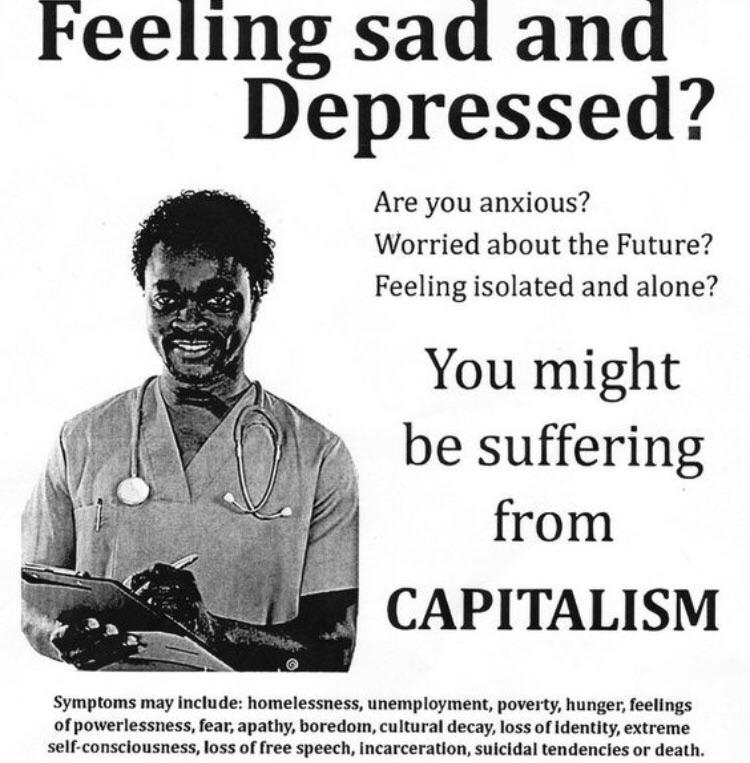 Feeling sad and
Depressed?
Are you anxious?
Worried about the Future?
Feeling isolated and alone?
You might
be suffering
from
CAPITALISM
Symptoms may include: homelessness, unemployment, poverty, hunger, feelings
of powerlessness, fear, apathy, boredom, cultural decay, loss of identity, extreme
self-consciousness, loss of free speech, incarceration, suicidal tendencies or death.